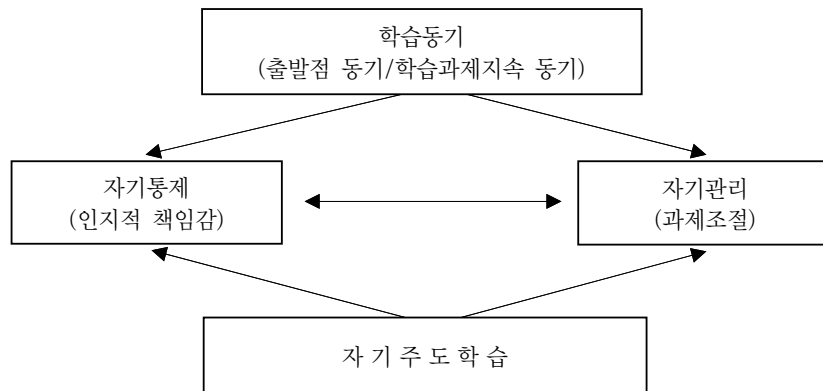 학습동기
(출발점 동기/학습과제지속 동기)
자기통제
(인지적 책임감)
자기관리
(과제조절)
자 기 주 도 학 습